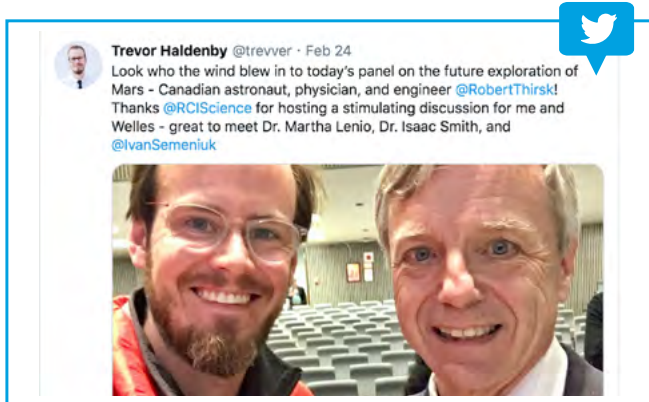 Trevor Haldenby @trevver · Feb 24
Look who the wind blew in to today's panel on the future exploration of
Mars - Canadian astronaut, physician, and engineer @RobertThirsk!
Thanks @RCIScience for hosting a stimulating discussion for me and
Welles - great to meet Dr. Martha Lenio, Dr. Isaac Smith, and
@IvanSemeniuk